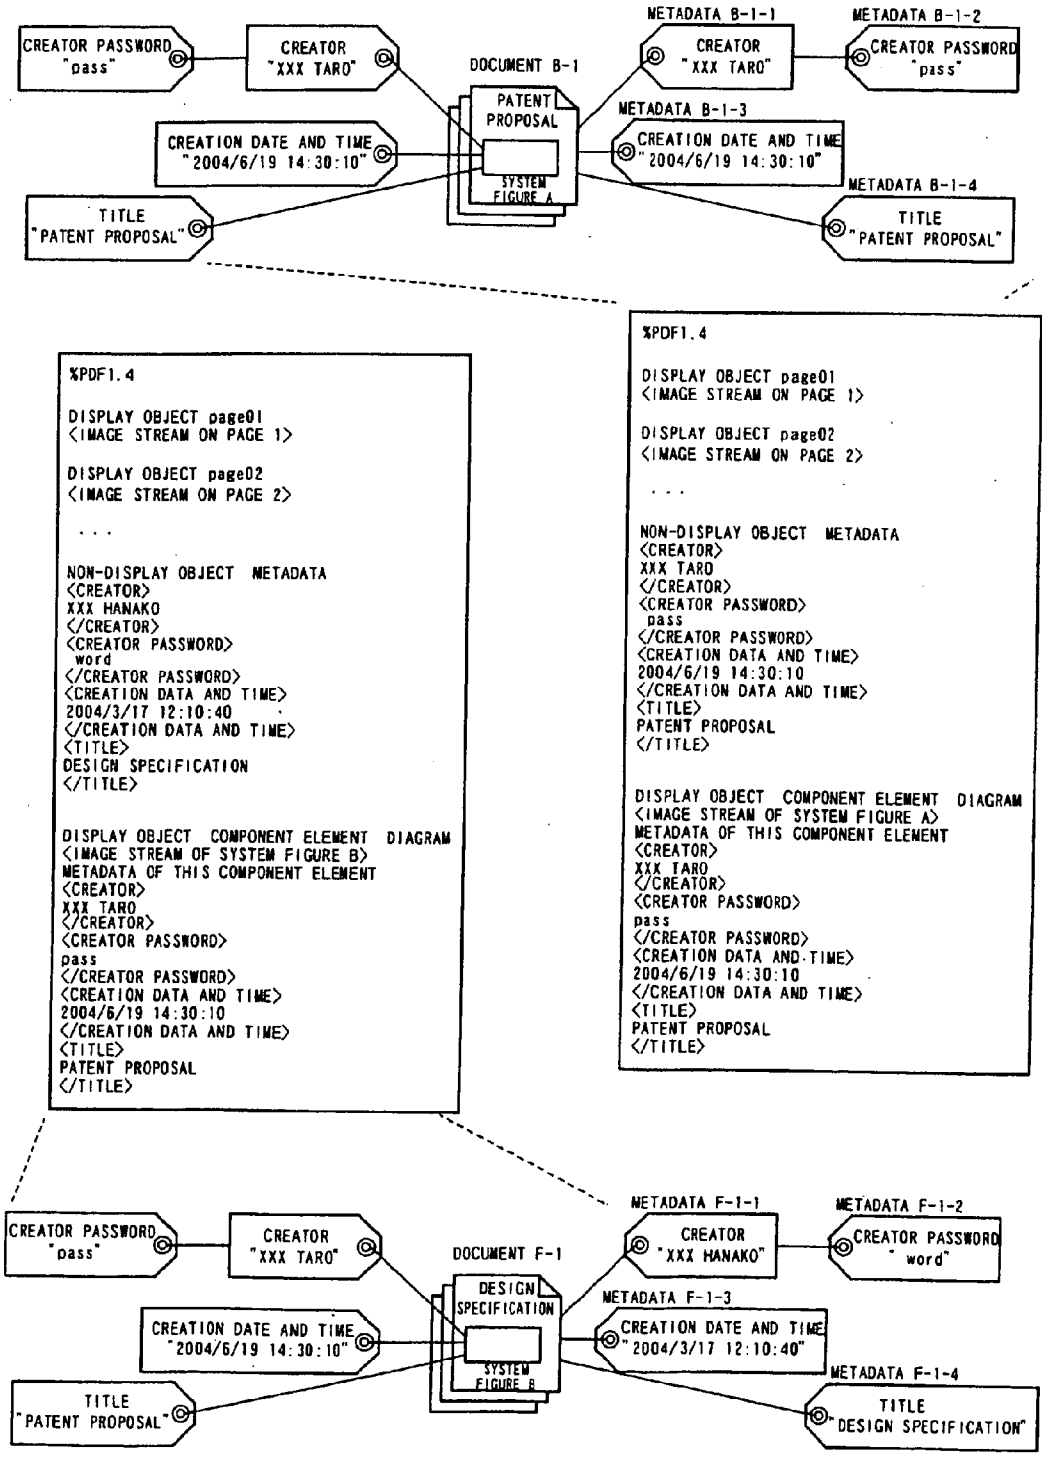 METADATA B-1-1
METADATA B-1-2
CREATOR PASSWORD
"pass"
CREATOR
"XXX TARO"
DOCUMENT B-1
CREATOR
"XXX TARO"
CREATOR PASSWORD
"pass"
PATENT
PROPOSAL
METADATA B-1-3
CREATION DATE AND TIME
"2004/6/19 14:30:10"
CREATION DATE AND TIME
"2004/6/19 14:30:10"
SYSTEM
FIGURE A
METADATA B-1-4
TITLE
"PATENT PROPOSAL"
TITLE
"PATENT PROPOSAL"
%PDF1.4
DISPLAY OBJECT page01
<IMAGE STREAM ON PAGE 1>
DISPLAY OBJECT page02
<IMAGE STREAM ON PAGE 2>
. . .
NON-DISPLAY OBJECT METADATA
<CREATOR>
XXX HANAKO
</CREATOR>
<CREATOR PASSWORD>
word
</CREATOR PASSWORD>
<CREATION DATA AND TIME>
2004/3/17 12:10:40
</CREATION DATA AND TIME>
<TITLE>
DESIGN SPECIFICATION
</TITLE>
DISPLAY OBJECT COMPONENT ELEMENT DIAGRAM
<IMAGE STREAM OF SYSTEM FIGURE B>
METADATA OF THIS COMPONENT ELEMENT
<CREATOR>
XXX TARO
</CREATOR>
<CREATOR PASSWORD>
pass
</CREATOR PASSWORD>
<CREATION DATA AND TIME>
2004/6/19 14:30:10
</CREATION DATA AND TIME>
<TITLE>
PATENT PROPOSAL
</TITLE>
%PDF1.4
DISPLAY OBJECT page01
<IMAGE STREAM ON PAGE 1>
DISPLAY OBJECT page02
<IMAGE STREAM ON PAGE 2>
. . .
NON-DISPLAY OBJECT METADATA
<CREATOR>
XXX TARO
</CREATOR>
<CREATOR PASSWORD>
pass
</CREATOR PASSWORD>
<CREATION DATA AND TIME>
2004/6/19 14:30:10
</CREATION DATA AND TIME>
<TITLE>
PATENT PROPOSAL
</TITLE>
DISPLAY OBJECT COMPONENT ELEMENT DIAGRAM
<IMAGE STREAM OF SYSTEM FIGURE A>
METADATA OF THIS COMPONENT ELEMENT
<CREATOR>
XXX TARO
</CREATOR>
<CREATOR PASSWORD>
pass
</CREATOR PASSWORD>
<CREATION DATA AND TIME>
2004/6/19 14:30:10
</CREATION DATA AND TIME>
<TITLE>
PATENT PROPOSAL
</TITLE>
METADATA F-1-1
METADATA F-1-2
CREATOR PASSWORD
"pass"
CREATOR
"XXX TARO"
DOCUMENT F-1
CREATOR
"XXX HANAKO"
CREATOR PASSWORD
"word"
DESIGN
SPECIFICATION
METADATA F-1-3
CREATION DATE AND TIME
"2004/6/19 14:30:10"
CREATION DATE AND TIME
"2004/3/17 12:10:40"
SYSTEM
FIGURE B
METADATA F-1-4
TITLE
"PATENT PROPOSAL"
TITLE
"DESIGN SPECIFICATION"